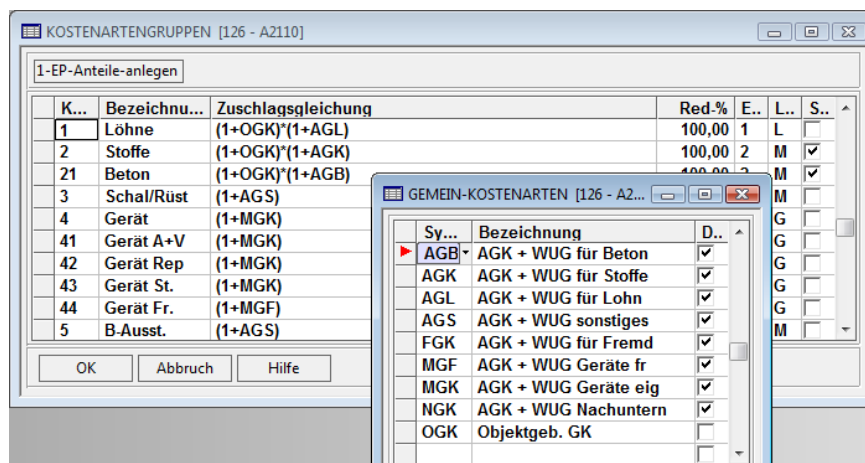 KOSTENARTENGRUPPEN [126 - A2110]
1-EP-Anteile-anlegen
K... Bezeichnu... Zuschlagsgleichung Red-% E.. L.. S..
1 Löhne (1+OGK)*(1+AGL) 100,00 1 L
2 Stoffe (1+OGK)*(1+AGK) 100,00 2 M
21 Beton (1+OGK)*(1+AGB) M
3 Schal/Rüst (1+AGS) M
4 Gerät (1+MGK) G
41 Gerät A+V (1+MGK) G
42 Gerät Rep (1+MGK) G
43 Gerät St. (1+MGK) G
44 Gerät Fr. (1+MGF) G
5 B-Ausst. (1+AGS) M
OK Abbruch Hilfe
GEMEIN-KOSTENARTEN [126 - A2...
Sy... Bezeichnung D..
AGB AGK + WUG für Beton
AGK AGK + WUG für Stoffe
AGL AGK + WUG für Lohn
AGS AGK + WUG sonstiges
FGK AGK + WUG für Fremd
MGF AGK + WUG Geräte fr
MGK AGK + WUG Geräte eig
NGK AGK + WUG Nachuntern
OGK Objektgeb. GK